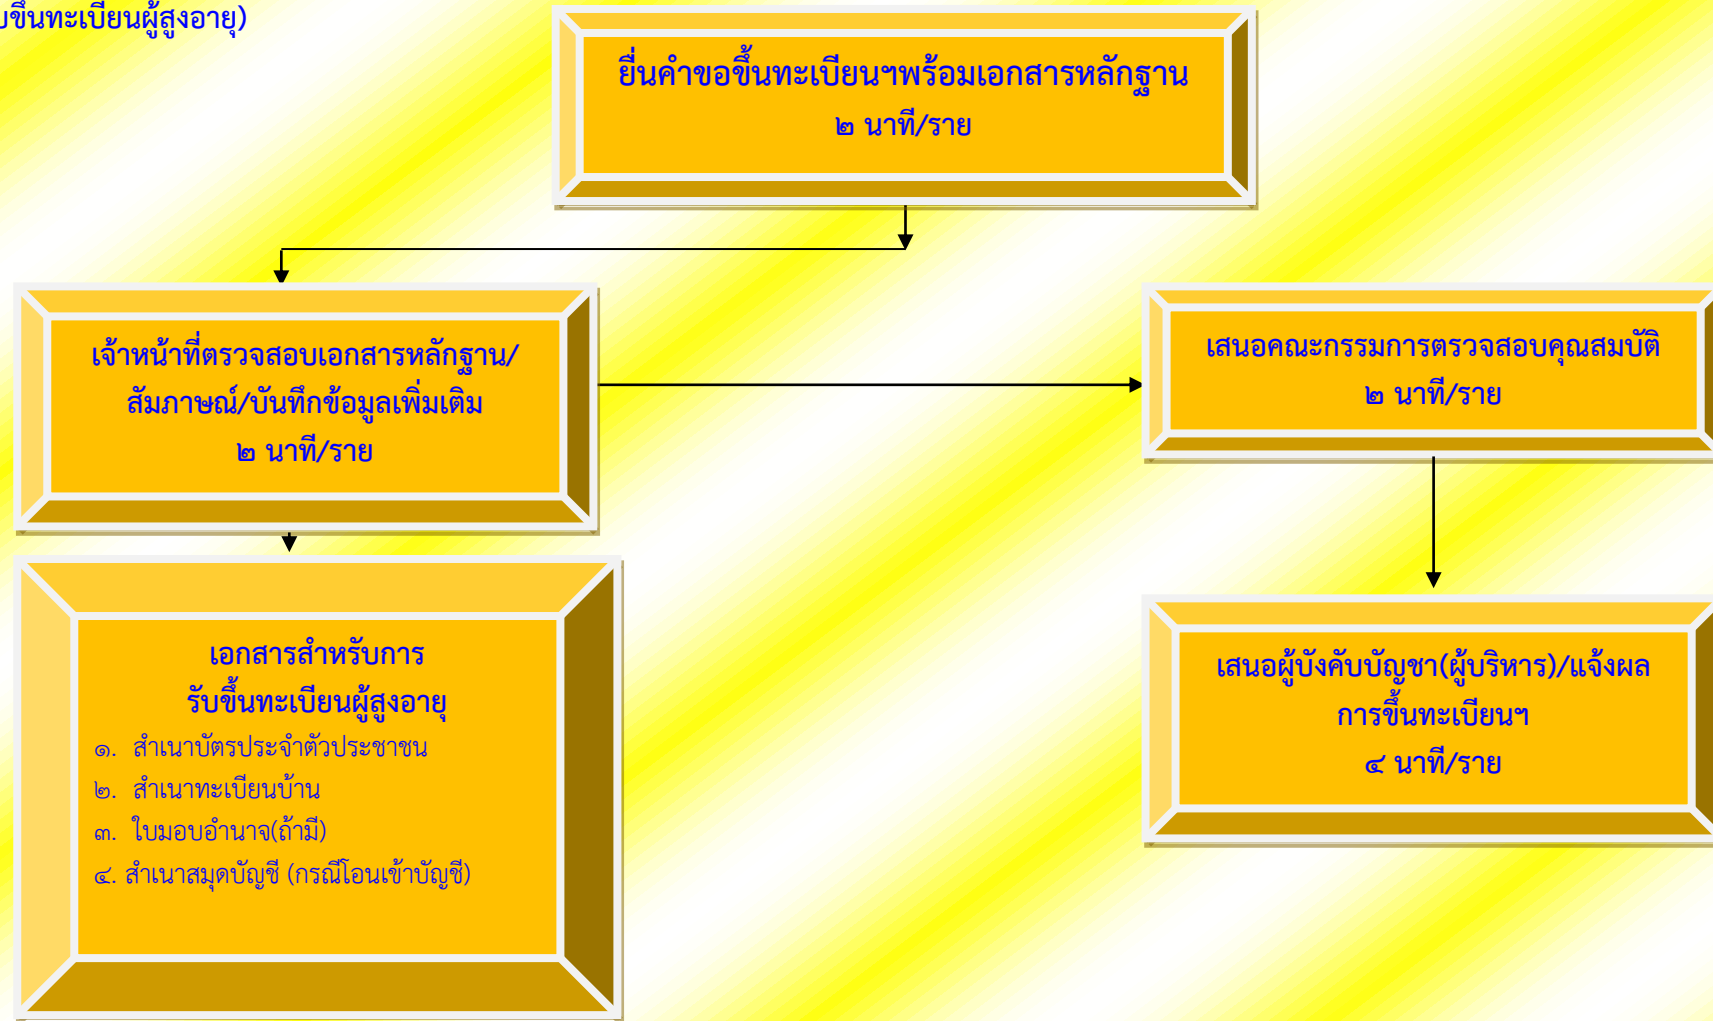 ขึ้นทะเบียนผู้สูงอายุ)
ยื่นคำขอขึ้นทะเบียนฯพร้อมเอกสารหลักฐาน
๒ นาที/ราย
เจ้าหน้าที่ตรวจสอบเอกสารหลักฐาน/
สัมภาษณ์/บันทึกข้อมูลเพิ่มเติม
๒ นาที/ราย
เสนอคณะกรรมการตรวจสอบคุณสมบัติ
๒ นาที/ราย
เอกสารสำหรับการ
รับขึ้นทะเบียนผู้สูงอายุ
๑. สำเนาบัตรประจำตัวประชาชน
๒. สำเนาทะเบียนบ้าน
๓. ใบมอบอำนาจ(ถ้ามี)
๔. สำเนาสมุดบัญชี (กรณีโอนเข้าบัญชี)
เสนอผู้บังคับบัญชา(ผู้บริหาร)/แจ้งผล
การขึ้นทะเบียนฯ
๔ นาที/ราย